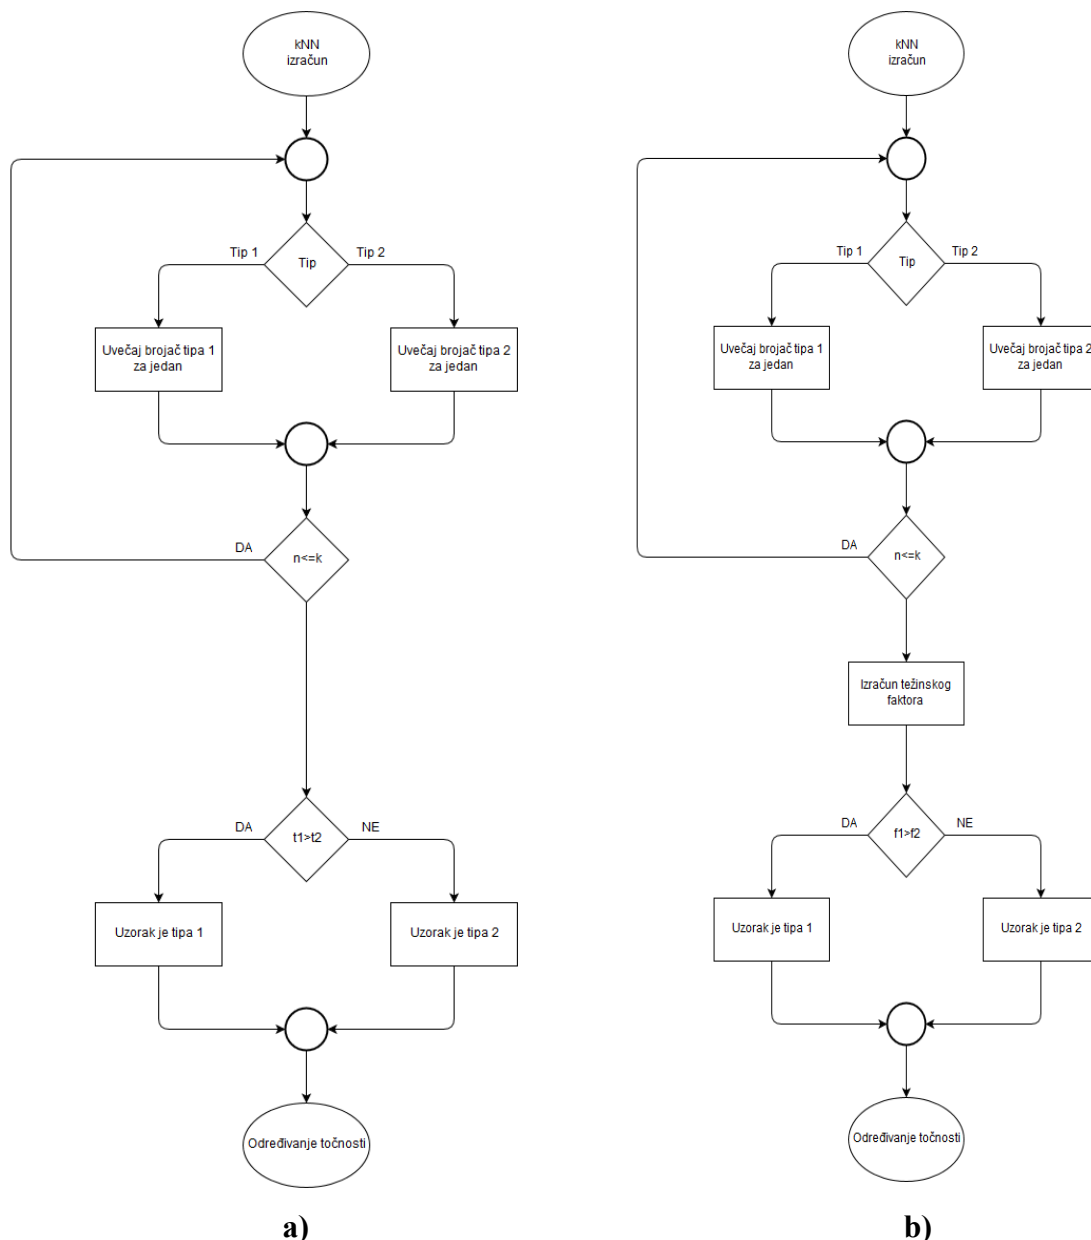 kNN
izračun
Tip 1
Tip
Tip 2
Uvečaj brojač tipa 1
za jedan
Uvečaj brojač tipa 2
za jedan
DA
n<=k
DA
t1>t2
NE
Uzorak je tipa 1
Uzorak je tipa 2
Određivanje točnosti
a)
kNN
izračun
Tip 1
Tip
Tip 2
Uvečaj brojač tipa 1
za jedan
Uvečaj brojač tipa 2
za jedan
DA
n<=k
Izračun težinskog
faktora
DA
f1>f2
NE
Uzorak je tipa 1
Uzorak je tipa 2
Određivanje točnosti
b)